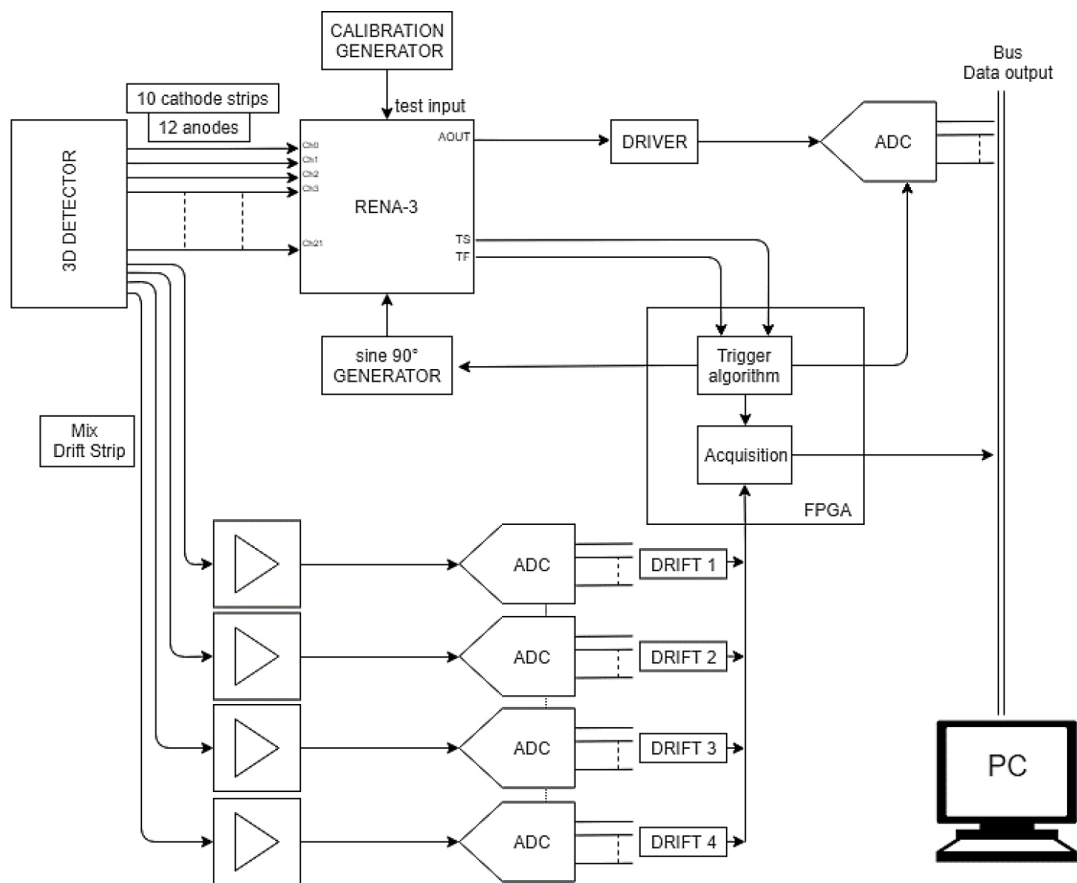 CALIBRATION
GENERATOR
Bus
Data output
10 cathode strips
12 anodes
test input
3D DETECTOR
Ch0
Ch1
Ch2
Ch3
Ch21
RENA-3
AOUT
TS
TF
DRIVER
ADC
sine 90°
GENERATOR
Trigger
algorithm
Acquisition
FPGA
Mix
Drift Strip
ADC
DRIFT 1
ADC
DRIFT 2
ADC
DRIFT 3
ADC
DRIFT 4
PC